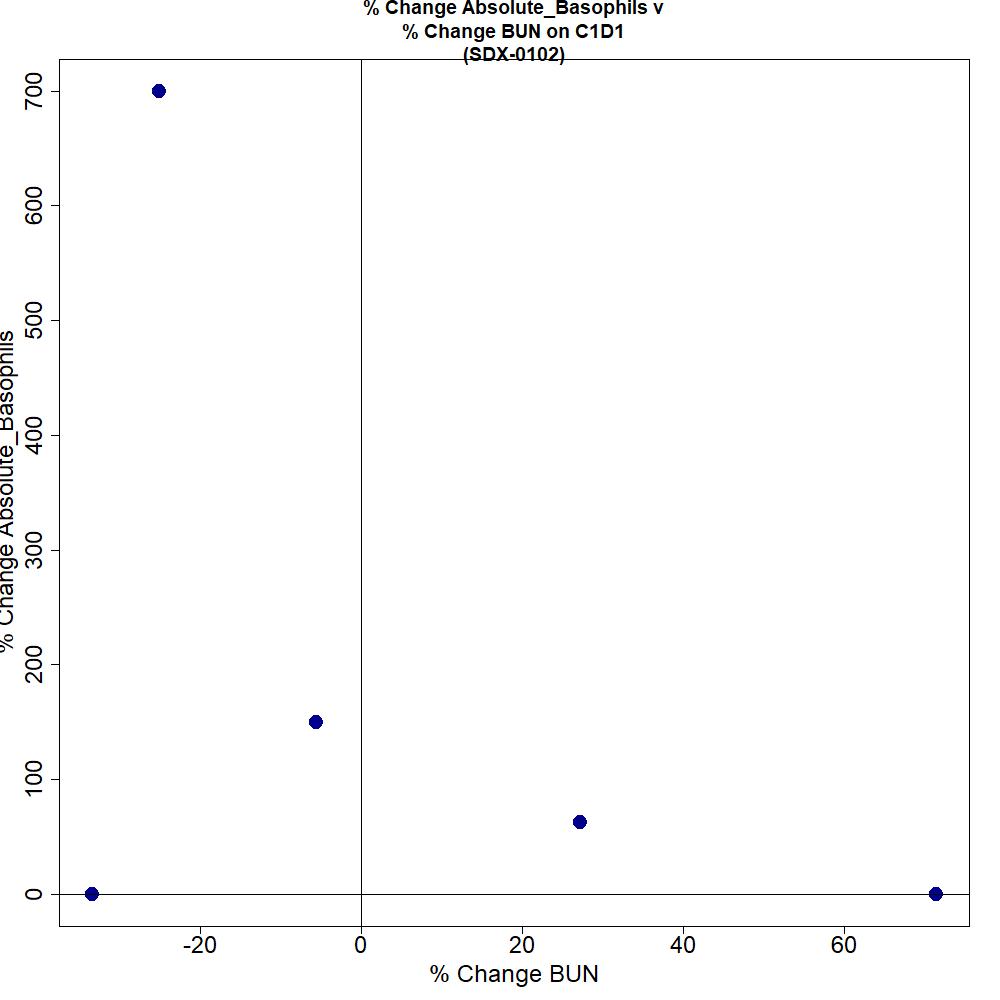 % Change Absolute_Basophils v
% Change BUN on C1D1
(SDX-0102)
% Change Absolute_Basophils
700
600
500
400
300
200
100
0
-20
0
20
40
60
% Change BUN